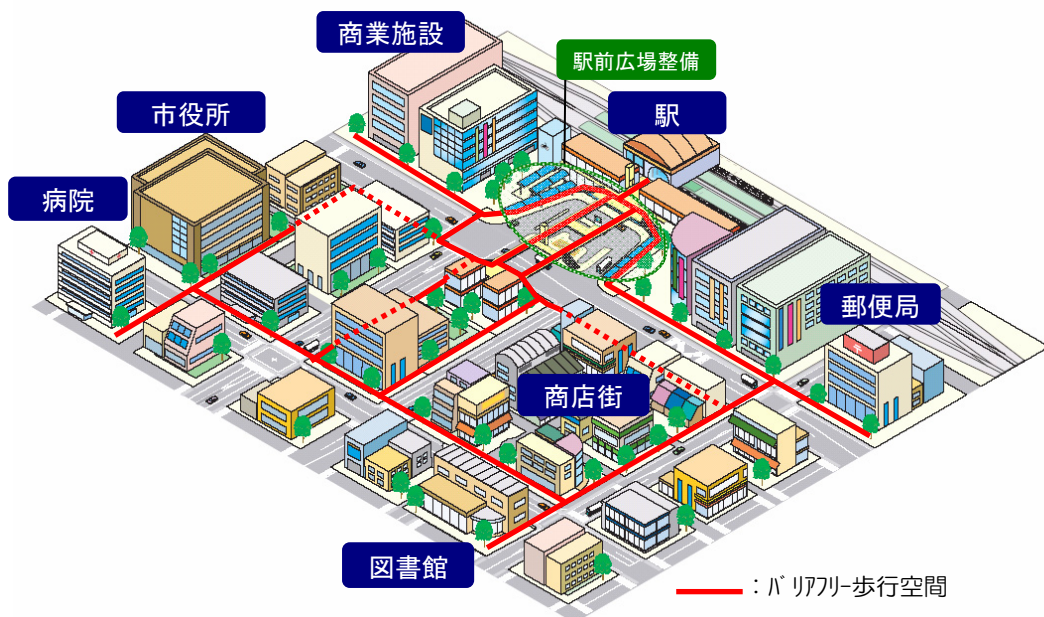 商業施設
駅前広場整備
駅
市役所
病院
郵便局
商店街
図書館
：ﾊﾞﾘｱﾌﾘｰ歩行空間